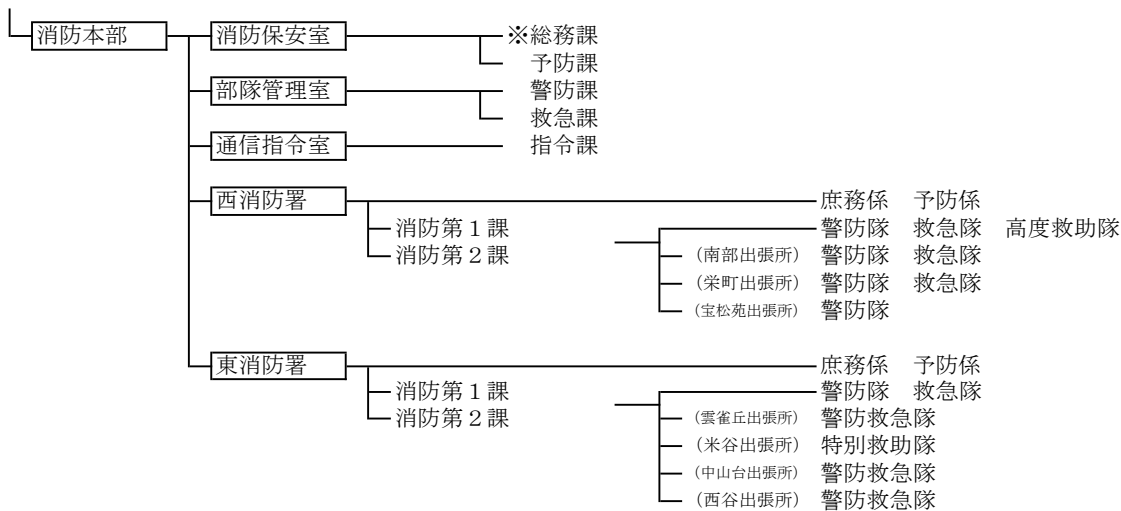 消防本部 消防保安室 ※総務課
予防課
部隊管理室 警防課
救急課
通信指令室 指令課
西消防署 庶務係 予防係
消防第１課 警防隊 救急隊 高度救助隊
消防第２課 （南部出張所） 警防隊 救急隊
（栄町出張所） 警防隊 救急隊
（宝松苑出張所） 警防隊
東消防署 庶務係 予防係
消防第１課 警防隊 救急隊
消防第２課 （雲雀丘出張所） 警防救急隊
（米谷出張所） 特別救助隊
（中山台出張所） 警防救急隊
（西谷出張所） 警防救急隊